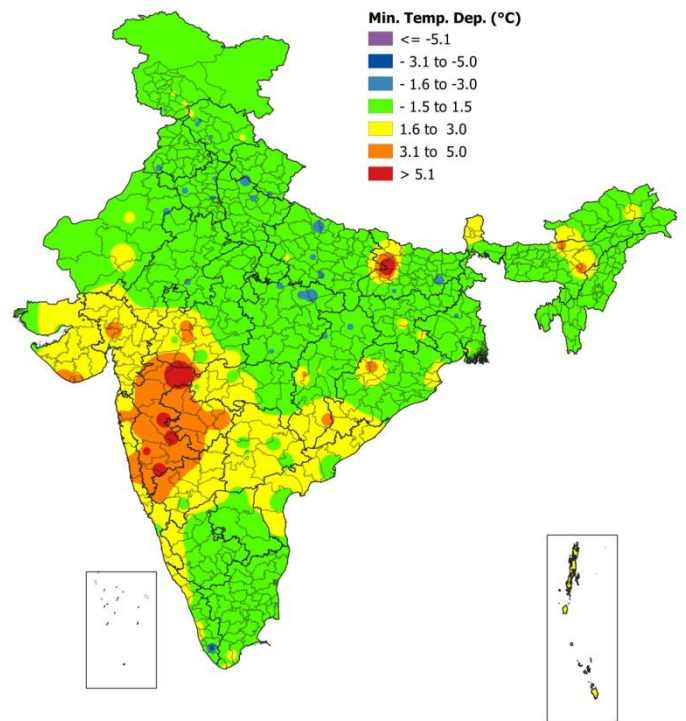 Min. Temp. Dep. (°C)
<= -5.1
- 3.1 to -5.0
- 1.6 to -3.0
- 1.5 to 1.5
1.6 to 3.0
3.1 to 5.0
> 5.1